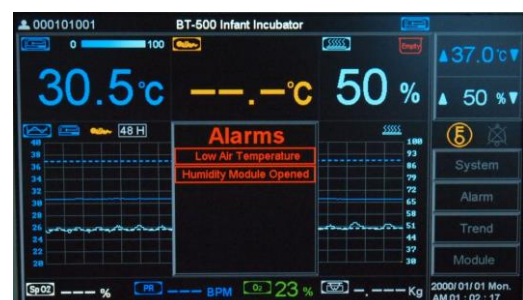 000101001 BT-500 Infant Incubator
0 100 Empty
30.5°C --.-°C 50 %
▲37.0°C▼
▲ 50 %▼
48 H
40 38 36 34 32 30 28 26 24 22 20
Alarms
Low Air Temperature
Humidity Module Opened
100 93 86 79 72 65 58 51 44 37 30
System
Alarm
Trend
Module
SpO2 --- % PR --- BPM O2 23 % -.--- Kg
2000/01/01 Mon.
AM 01 : 02 : 17